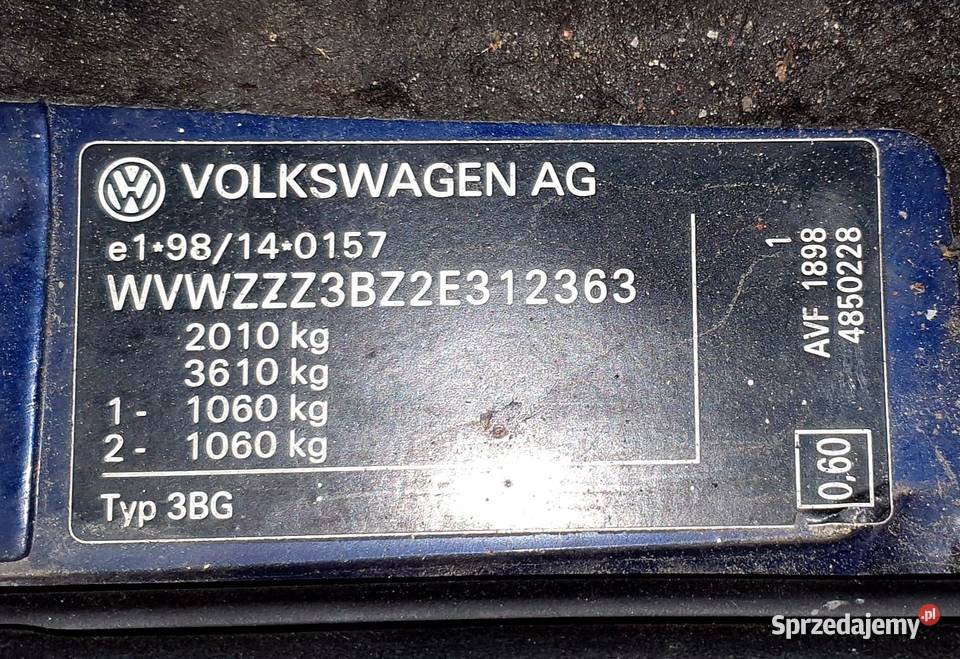 VOLKSWAGEN AG
e1*98/14*0157
WVWZZZ3BZ2E312363
2010 kg
3610 kg
1- 1060 kg
2- 1060 kg
Typ 3BG
1
AVF 1898
4850228
0,60
Sprzedajemy.pl